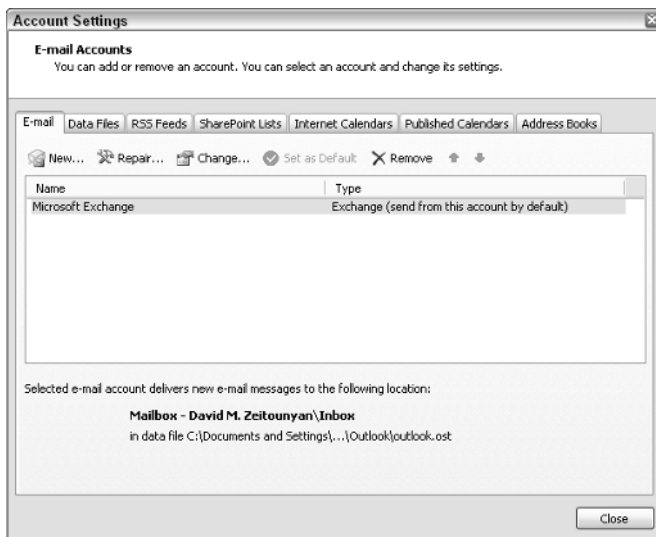 Account Settings
E-mail Accounts
You can add or remove an account. You can select an account and change its settings.
E-mail Data Files RSS Feeds SharePoint Lists Internet Calendars Published Calendars Address Books
New... Repair... Change... Set as Default Remove
Name Type
Microsoft Exchange Exchange (send from this account by default)
Selected e-mail account delivers new e-mail messages to the following location:
Mailbox - David M. Zeitounyan\Inbox
in data file C:\Documents and Settings\...\Outlook\outlook.ost
Close